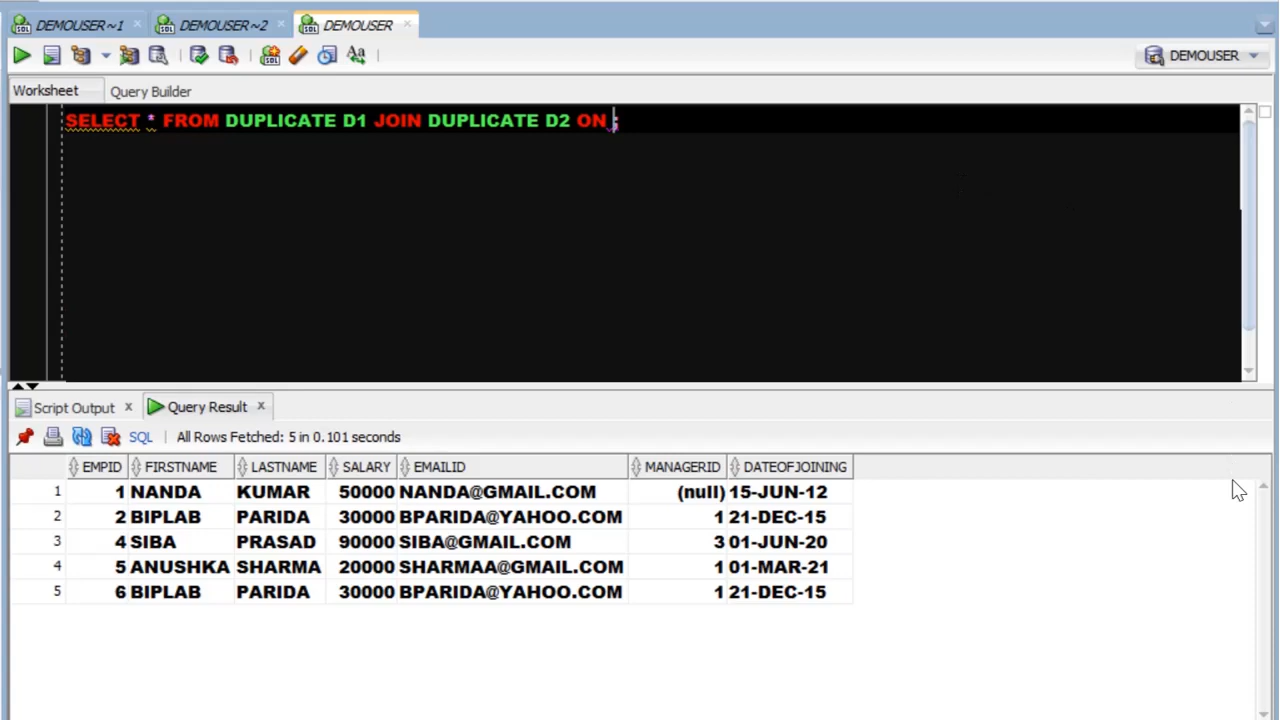 DEMOUSER~1 DEMOUSER~2 DEMOUSER
DEMOUSER
Worksheet Query Builder
SELECT * FROM DUPLICATE D1 JOIN DUPLICATE D2 ON ;
Script Output x Query Result x
SQL | All Rows Fetched: 5 in 0.101 seconds
EMPID FIRSTNAME LASTNAME SALARY EMAILID MANAGERID DATEOFJOINING
1 1 NANDA KUMAR 50000 NANDA@GMAIL.COM (null) 15-JUN-12
2 2 BIPLAB PARIDA 30000 BPARIDA@YAHOO.COM 1 21-DEC-15
3 4 SIBA PRASAD 90000 SIBA@GMAIL.COM 3 01-JUN-20
4 5 ANUSHKA SHARMA 20000 SHARMAA@GMAIL.COM 1 01-MAR-21
5 6 BIPLAB PARIDA 30000 BPARIDA@YAHOO.COM 1 21-DEC-15